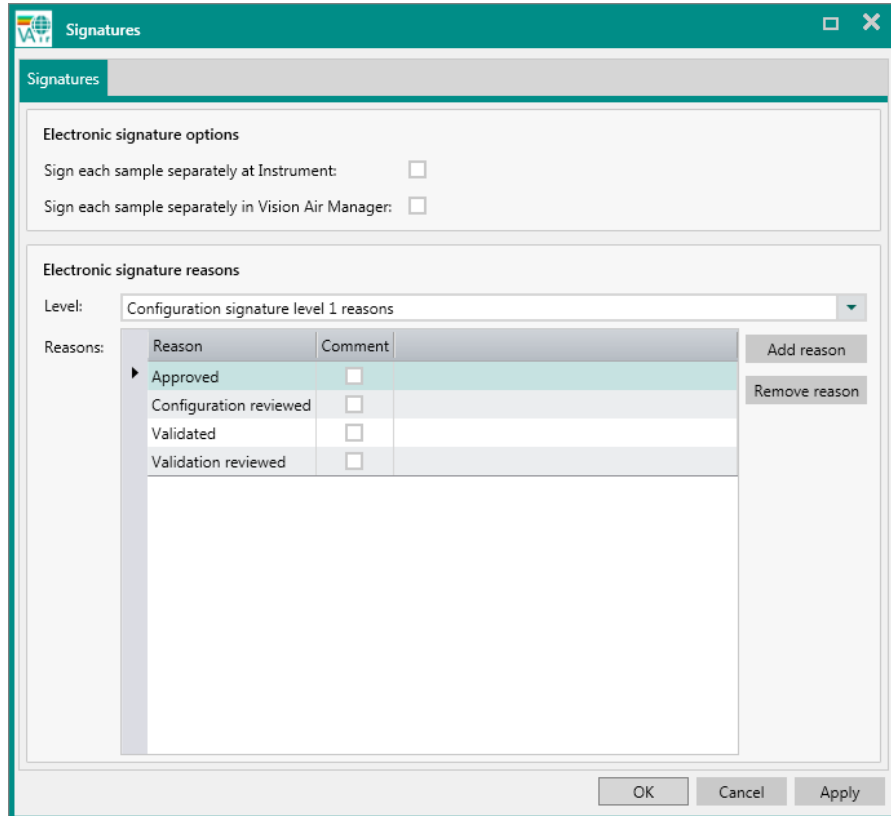 VAir
Signatures
Signatures
Electronic signature options
Sign each sample separately at Instrument:
Sign each sample separately in Vision Air Manager:
Electronic signature reasons
Level: Configuration signature level 1 reasons
Reasons: Reason Comment Add reason
Approved Remove reason
Configuration reviewed
Validated
Validation reviewed
OK Cancel Apply